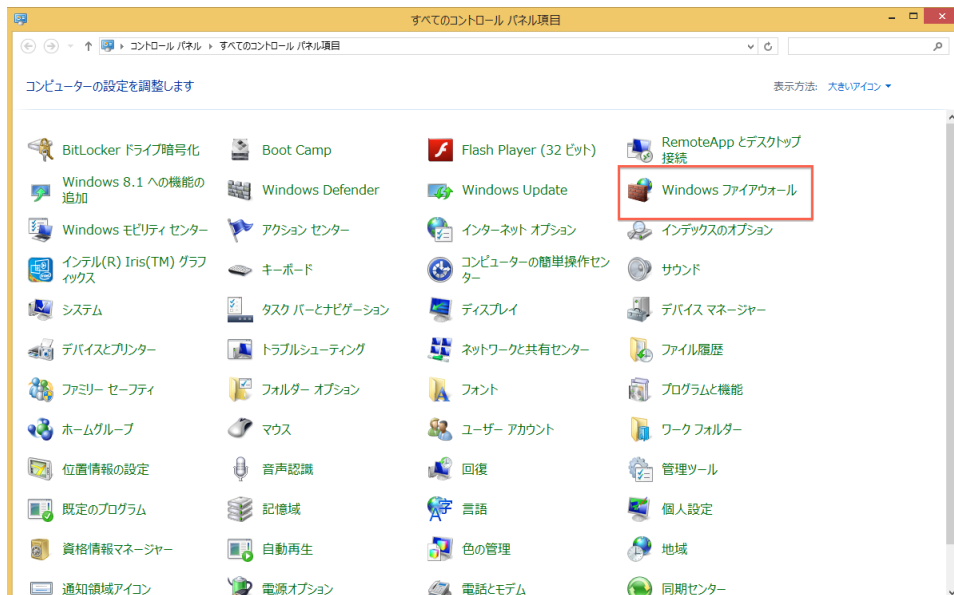 すべてのコントロール パネル項目
コントロール パネル ▸ すべてのコントロール パネル項目
コンピューターの設定を調整します
表示方法: 大きいアイコン
BitLocker ドライブ暗号化
Boot Camp
Flash Player (32 ビット)
RemoteApp とデスクトップ
接続
Windows 8.1 への機能の
追加
Windows Defender
Windows Update
Windows ファイアウォール
Windows モビリティ センター
アクション センター
インターネット オプション
インデックスのオプション
インテル(R) Iris(TM) グラフ
ィックス
キーボード
コンピューターの簡単操作セン
ター
サウンド
システム
タスク バーとナビゲーション
ディスプレイ
デバイス マネージャー
デバイスとプリンター
トラブルシューティング
ネットワークと共有センター
ファイル履歴
ファミリー セーフティ
フォルダー オプション
フォント
プログラムと機能
ホームグループ
マウス
ユーザー アカウント
ワーク フォルダー
位置情報の設定
音声認識
回復
管理ツール
既定のプログラム
記憶域
言語
個人設定
資格情報マネージャー
自動再生
色の管理
地域
通知領域アイコン
電源オプション
電話とモデム
同期センター